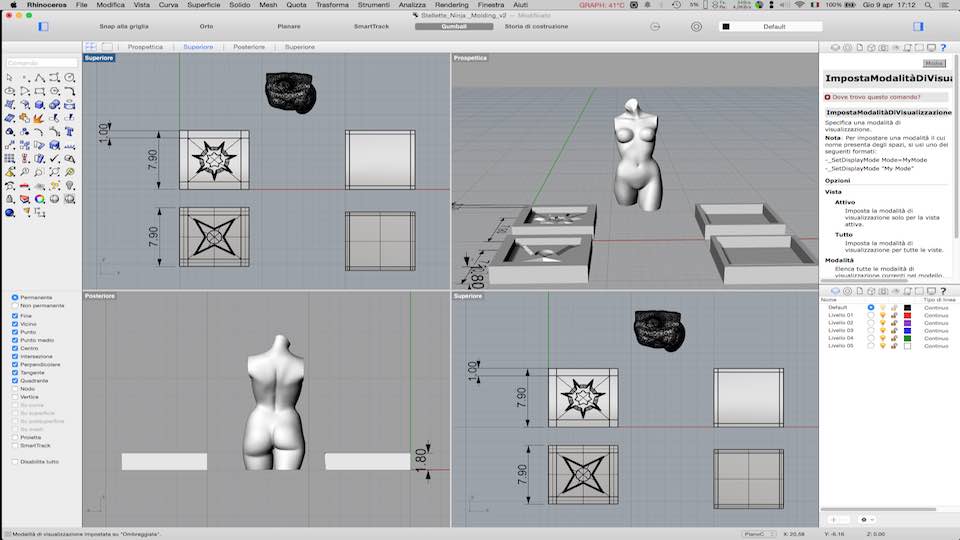 Rhinoceros File Modifica Vista Curva Superficie Solido Mesh Quota Trasforma Strumenti Analizza Rendering Finestra Aiuto GRAPH: 41°C 5% 100% Gio 9 apr 17:12
Stellette_Ninja _Molding_v2 — Modificato
Snap alla griglia Orto Planare SmartTrack Gumball Storia di costruzione Default
Prospettica Superiore Posteriore Superiore
Comando
Superiore
1.00
7.90
7.90
Prospettica
1.80
Posteriore
1.80
Superiore
1.00
7.90
7.90
Permanente
Non permanente
Fine
Vicino
Punto
Punto medio
Centro
Intersezione
Perpendicolare
Tangente
Quadrante
Nodo
Vertice
Su curva
Su superficie
Su polisuperficie
Su mesh
Proietta
SmartTrack
Disabilita tutto
ImpostaModalitàDiVisua
Dove trovo questo comando?
ImpostaModalitàDiVisualizzazione
Specifica una modalità di
visualizzazione.
Nota: Per impostare una modalità il cui
nome presenta degli spazi, si usi uno dei
seguenti formati:
-_SetDisplayMode Mode=MyMode
-_SetDisplayMode "My Mode"
Opzioni
Vista
Attivo
Imposta la modalità di
visualizzazione solo per la vista
attiva.
Tutto
Imposta la modalità di
visualizzazione per tutte le viste.
Modalità
Elenca tutte le modalità di
visualizzazione correnti nel modello.
Nome Tipo di linea
Default Continuo
Livello 01 Continuo
Livello 02 Continuo
Livello 03 Continuo
Livello 04 Continuo
Livello 05 Continuo
Modalità di visualizzazione impostata su "Ombreggiata". PianoC X: 20.58 Y: -6.16 Z: 0.00